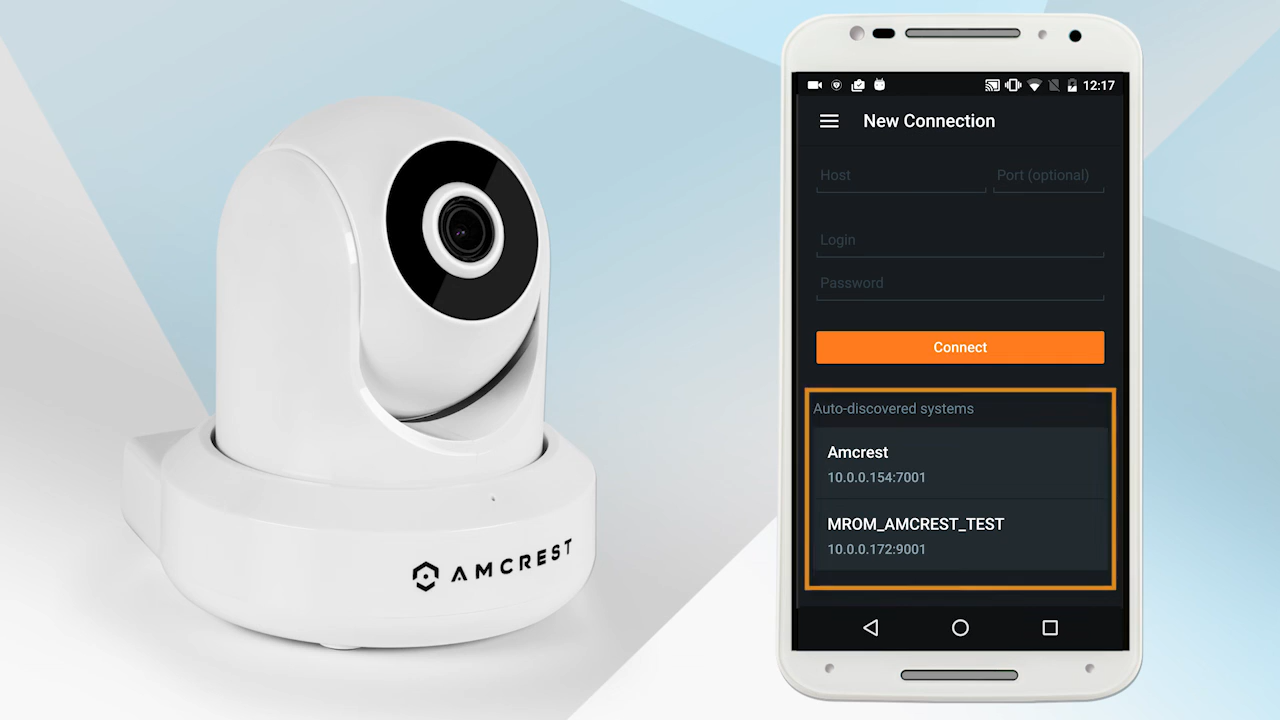 AMCREST
12:17
New Connection
Host
Port (optional)
Login
Password
Connect
Auto-discovered systems
Amcrest
10.0.0.154:7001
MROM_AMCREST_TEST
10.0.0.172:9001